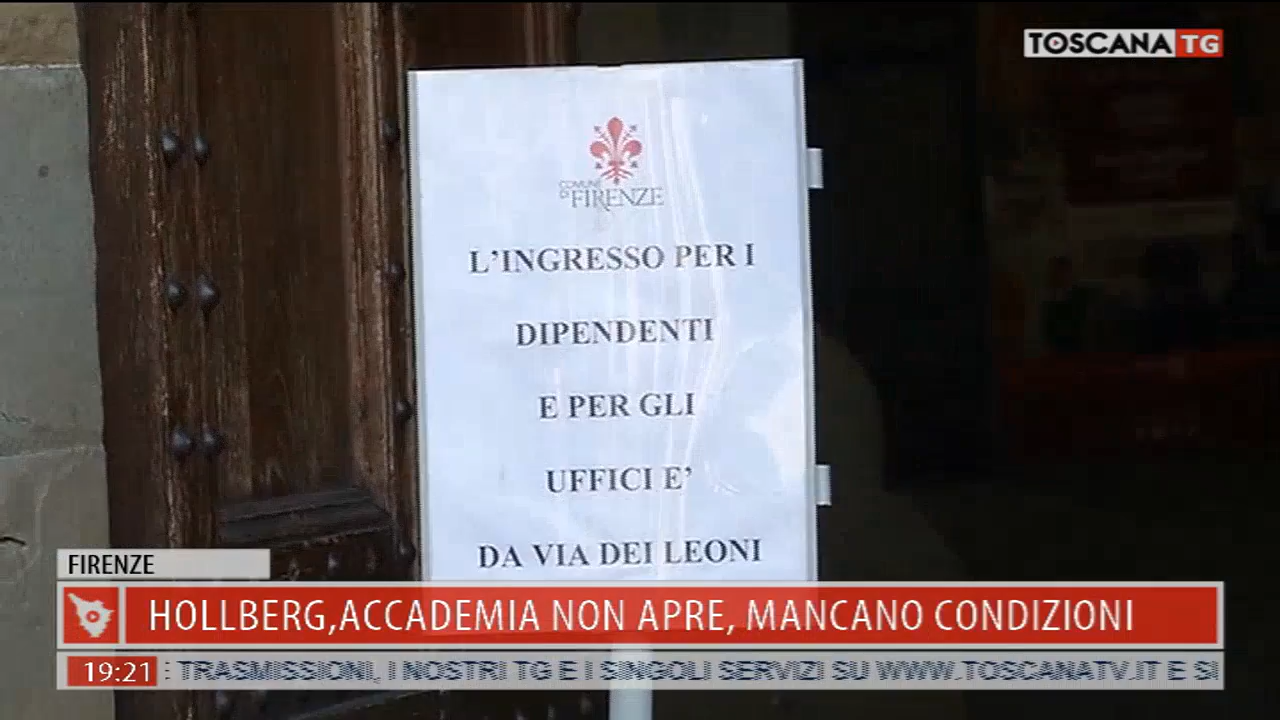 TOSCANA TG
COMUNE
DI FIRENZE
L'INGRESSO PER I
DIPENDENTI
E PER GLI
UFFICI E'
DA VIA DEI LEONI
FIRENZE
HOLLBERG,ACCADEMIA NON APRE, MANCANO CONDIZIONI
19:21 E TRASMISSIONI, I NOSTRI TG E I SINGOLI SERVIZI SU WWW.TOSCANATV.IT E